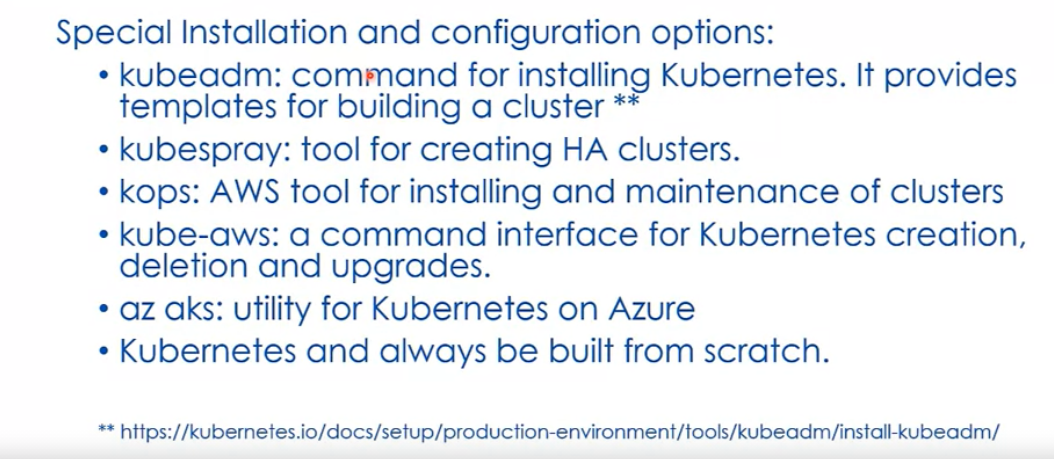 Special Installation and configuration options:
• kubeadm: command for installing Kubernetes. It provides
templates for building a cluster **
• kubespray: tool for creating HA clusters.
• kops: AWS tool for installing and maintenance of clusters
• kube-aws: a command interface for Kubernetes creation,
deletion and upgrades.
• az aks: utility for Kubernetes on Azure
• Kubernetes and always be built from scratch.
** https://kubernetes.io/docs/setup/production-environment/tools/kubeadm/install-kubeadm/